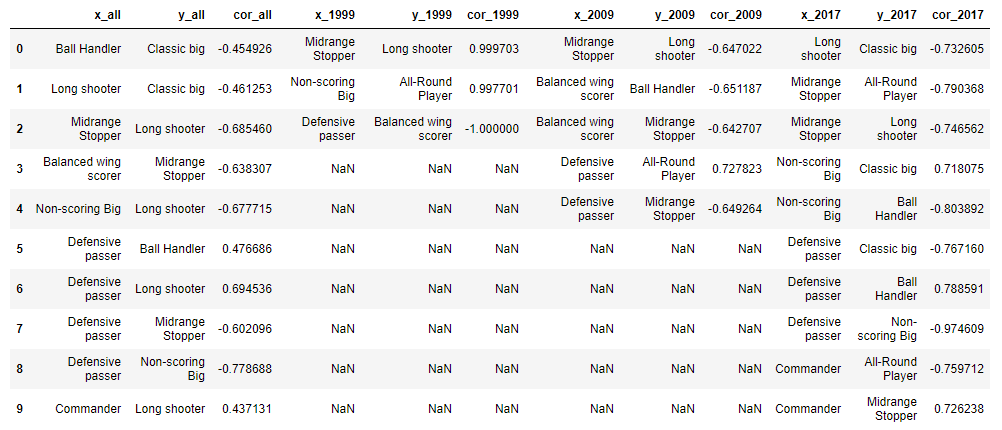 x_all y_all cor_all x_1999 y_1999 cor_1999 x_2009 y_2009 cor_2009 x_2017 y_2017 cor_2017
0 Ball Handler Classic big -0.454926 Midrange Stopper Long shooter 0.999703 Midrange Stopper Long shooter -0.647022 Long shooter Classic big -0.732605
1 Long shooter Classic big -0.461253 Non-scoring Big All-Round Player 0.997701 Balanced wing scorer Ball Handler -0.651187 Midrange Stopper All-Round Player -0.790368
2 Midrange Stopper Long shooter -0.685460 Defensive passer Balanced wing scorer -1.000000 Balanced wing scorer Midrange Stopper -0.642707 Midrange Stopper Long shooter -0.746562
3 Balanced wing scorer Midrange Stopper -0.638307 NaN NaN NaN Defensive passer All-Round Player 0.727823 Non-scoring Big Classic big 0.718075
4 Non-scoring Big Long shooter -0.677715 NaN NaN NaN Defensive passer Midrange Stopper -0.649264 Non-scoring Big Ball Handler -0.803892
5 Defensive passer Ball Handler 0.476686 NaN NaN NaN NaN NaN NaN Defensive passer Classic big -0.767160
6 Defensive passer Long shooter 0.694536 NaN NaN NaN NaN NaN NaN Defensive passer Ball Handler 0.788591
7 Defensive passer Midrange Stopper -0.602096 NaN NaN NaN NaN NaN NaN Defensive passer Non-scoring Big -0.974609
8 Defensive passer Non-scoring Big -0.778688 NaN NaN NaN NaN NaN NaN Commander All-Round Player -0.759712
9 Commander Long shooter 0.437131 NaN NaN NaN NaN NaN NaN Commander Midrange Stopper 0.726238